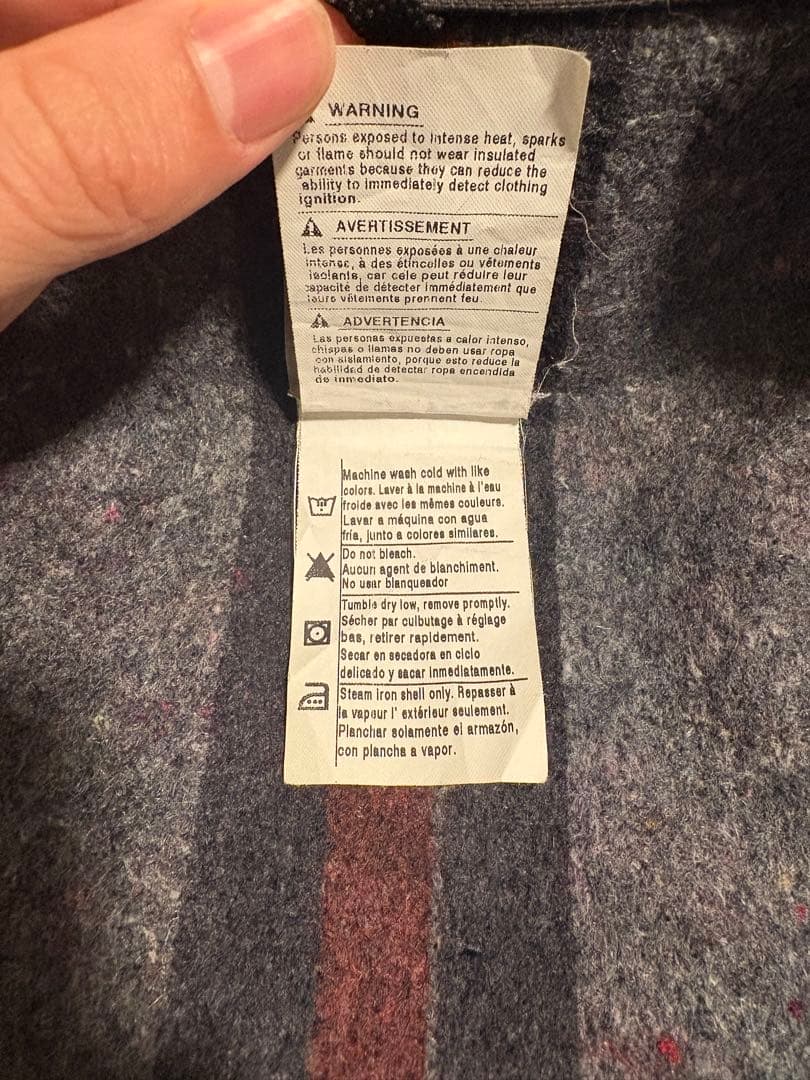 WARNING
Persons exposed to intense heat, sparks
or flame should not wear insulated
garments because they can reduce the
ability to immediately detect clothing
ignition.
AVERTISSEMENT
Les personnes exposées à une chaleur
intense, à des étincelles ou vêtements
isolants, car cele peut réduire leur
capacité de détecter immédiatement que
leurs vêtements prennent feu.
ADVERTENCIA
Las personas expuestas a calor intenso,
chispas o llamas no deben usar ropa
con aislamiento, porque esto reduce la
habilidad de detectar ropa encendida
de inmediato.
Machine wash cold with like
colors. Laver à la machine à l'eau
froide avec les mêmes couleurs.
Lavar a máquina con agua
fría, junto a colores similares.
Do not bleach.
Aucun agent de blanchiment.
No usar blanqueador
Tumble dry low, remove promptly.
Sécher par culbutage à réglage
bas, retirer rapidement.
Secar en secadora en ciclo
delicado y sacar inmediatamente.
Steam iron shell only. Repasser à
la vapeur l' extérieur seulement.
Planchar solamente el armazón,
con plancha a vapor.